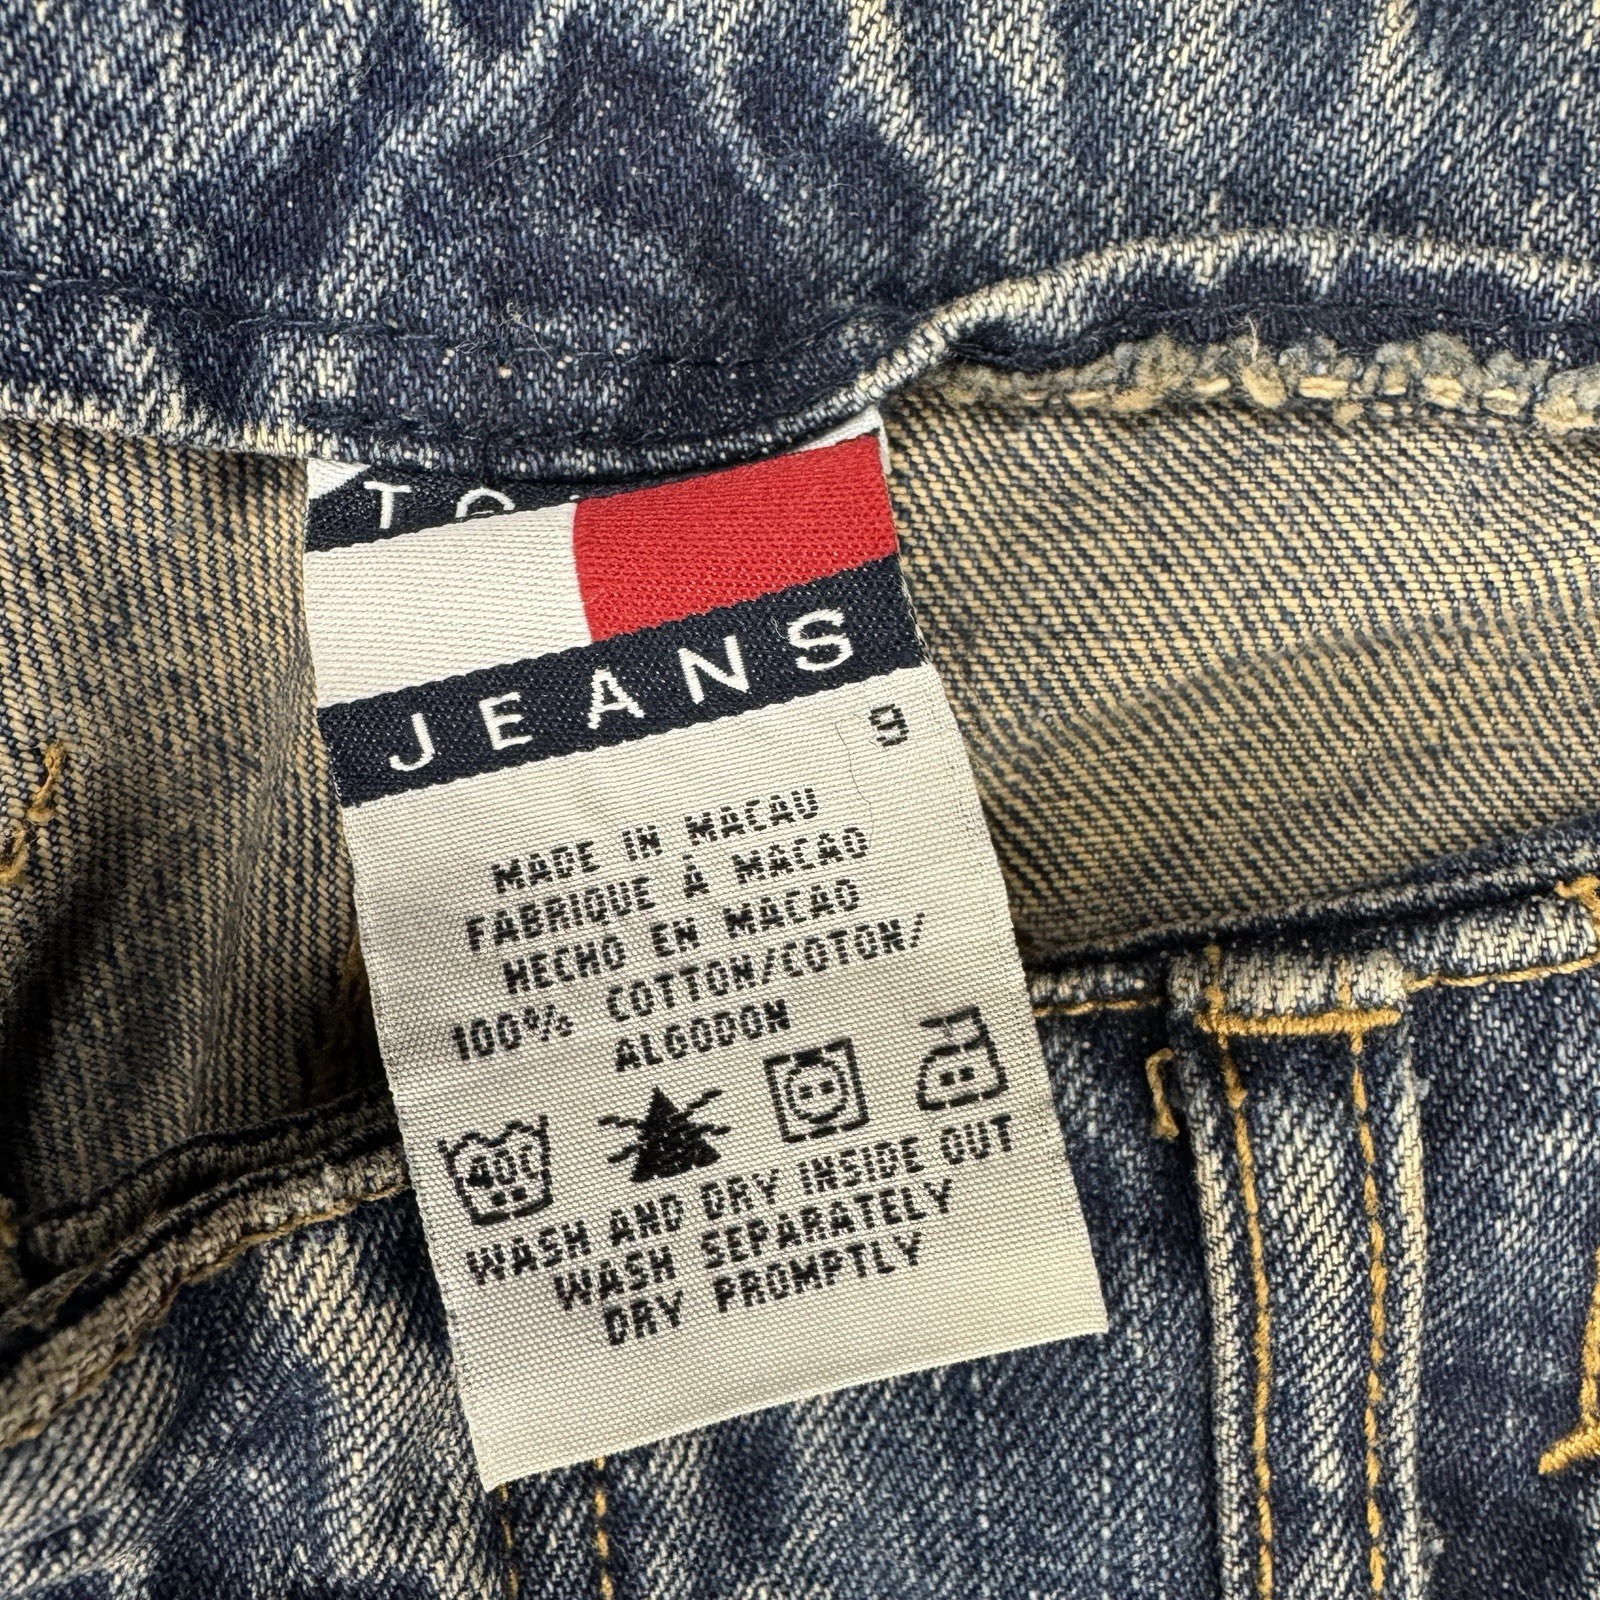 JEANS
9
MADE IN MACAU
FABRIQUE À MACAO
HECHO EN MACAO
100% COTTON/COTON/
ALGODON
40C
WASH AND DRY INSIDE OUT
WASH SEPARATELY
DRY PROMPTLY